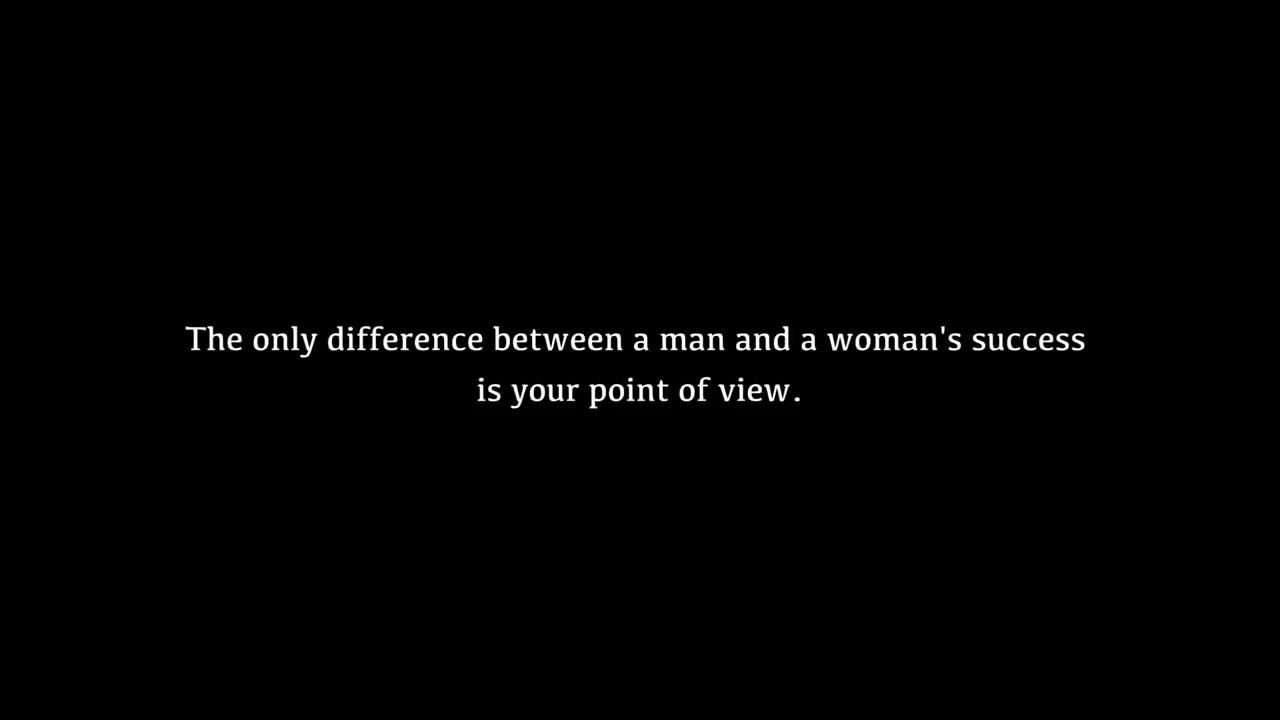 The only difference between a man and a woman's success
is your point of view.